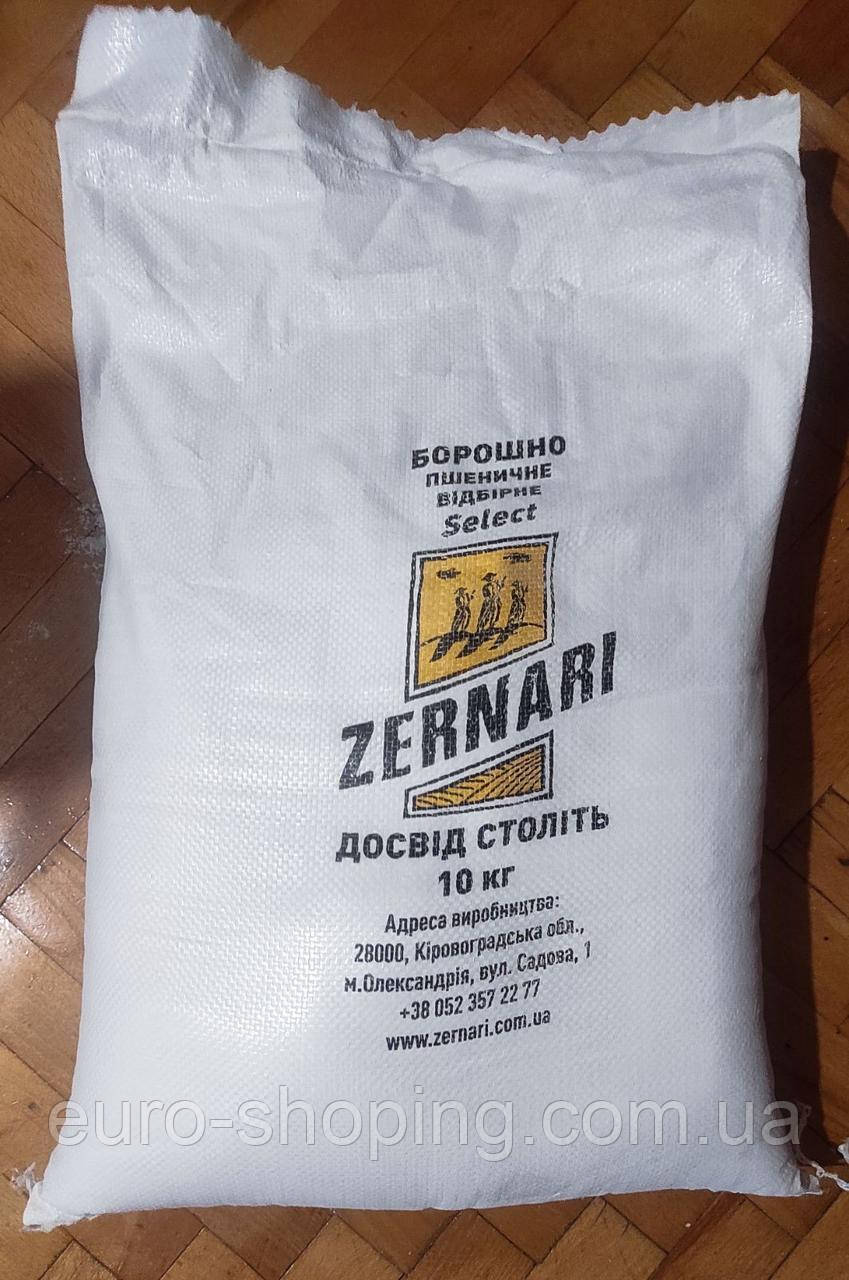 БОРОШНО
ПШЕНИЧНЕ
ВІДБІРНЕ
Select
ZERNARI
ДОСВІД СТОЛІТЬ
10 кг
Адреса виробництва:
28000, Кіровоградська обл.,
м.Олександрія, вул. Садова, 1
+38 052 357 22 77
www.zernari.com.ua
euro-shoping.com.ua